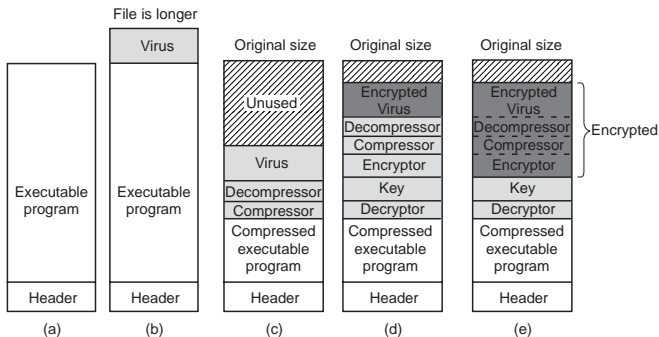 File is longer
Virus
Executable
program
Header
(a)
Executable
program
Header
(b)
Original size
Unused
Virus
Decompressor
Compressor
Compressed
executable
program
Header
(c)
Original size
Encrypted
Virus
Decompressor
Compressor
Encryptor
Key
Decryptor
Compressed
executable
program
Header
(d)
Original size
Encrypted
Virus
Decompressor
Compressor
Encryptor
Encrypted
Key
Decryptor
Compressed
executable
program
Header
(e)